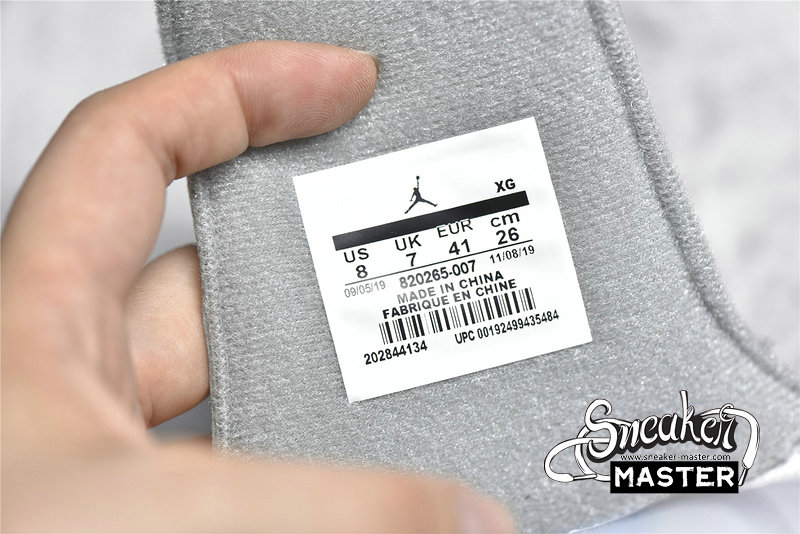 XG
US UK EUR cm
8 7 41 26
09/05/19 820265-007 11/08/19
MADE IN CHINA
FABRIQUE EN CHINE
202844134 UPC 00192499435484
Sneaker
www.sneaker-master.com
MASTER